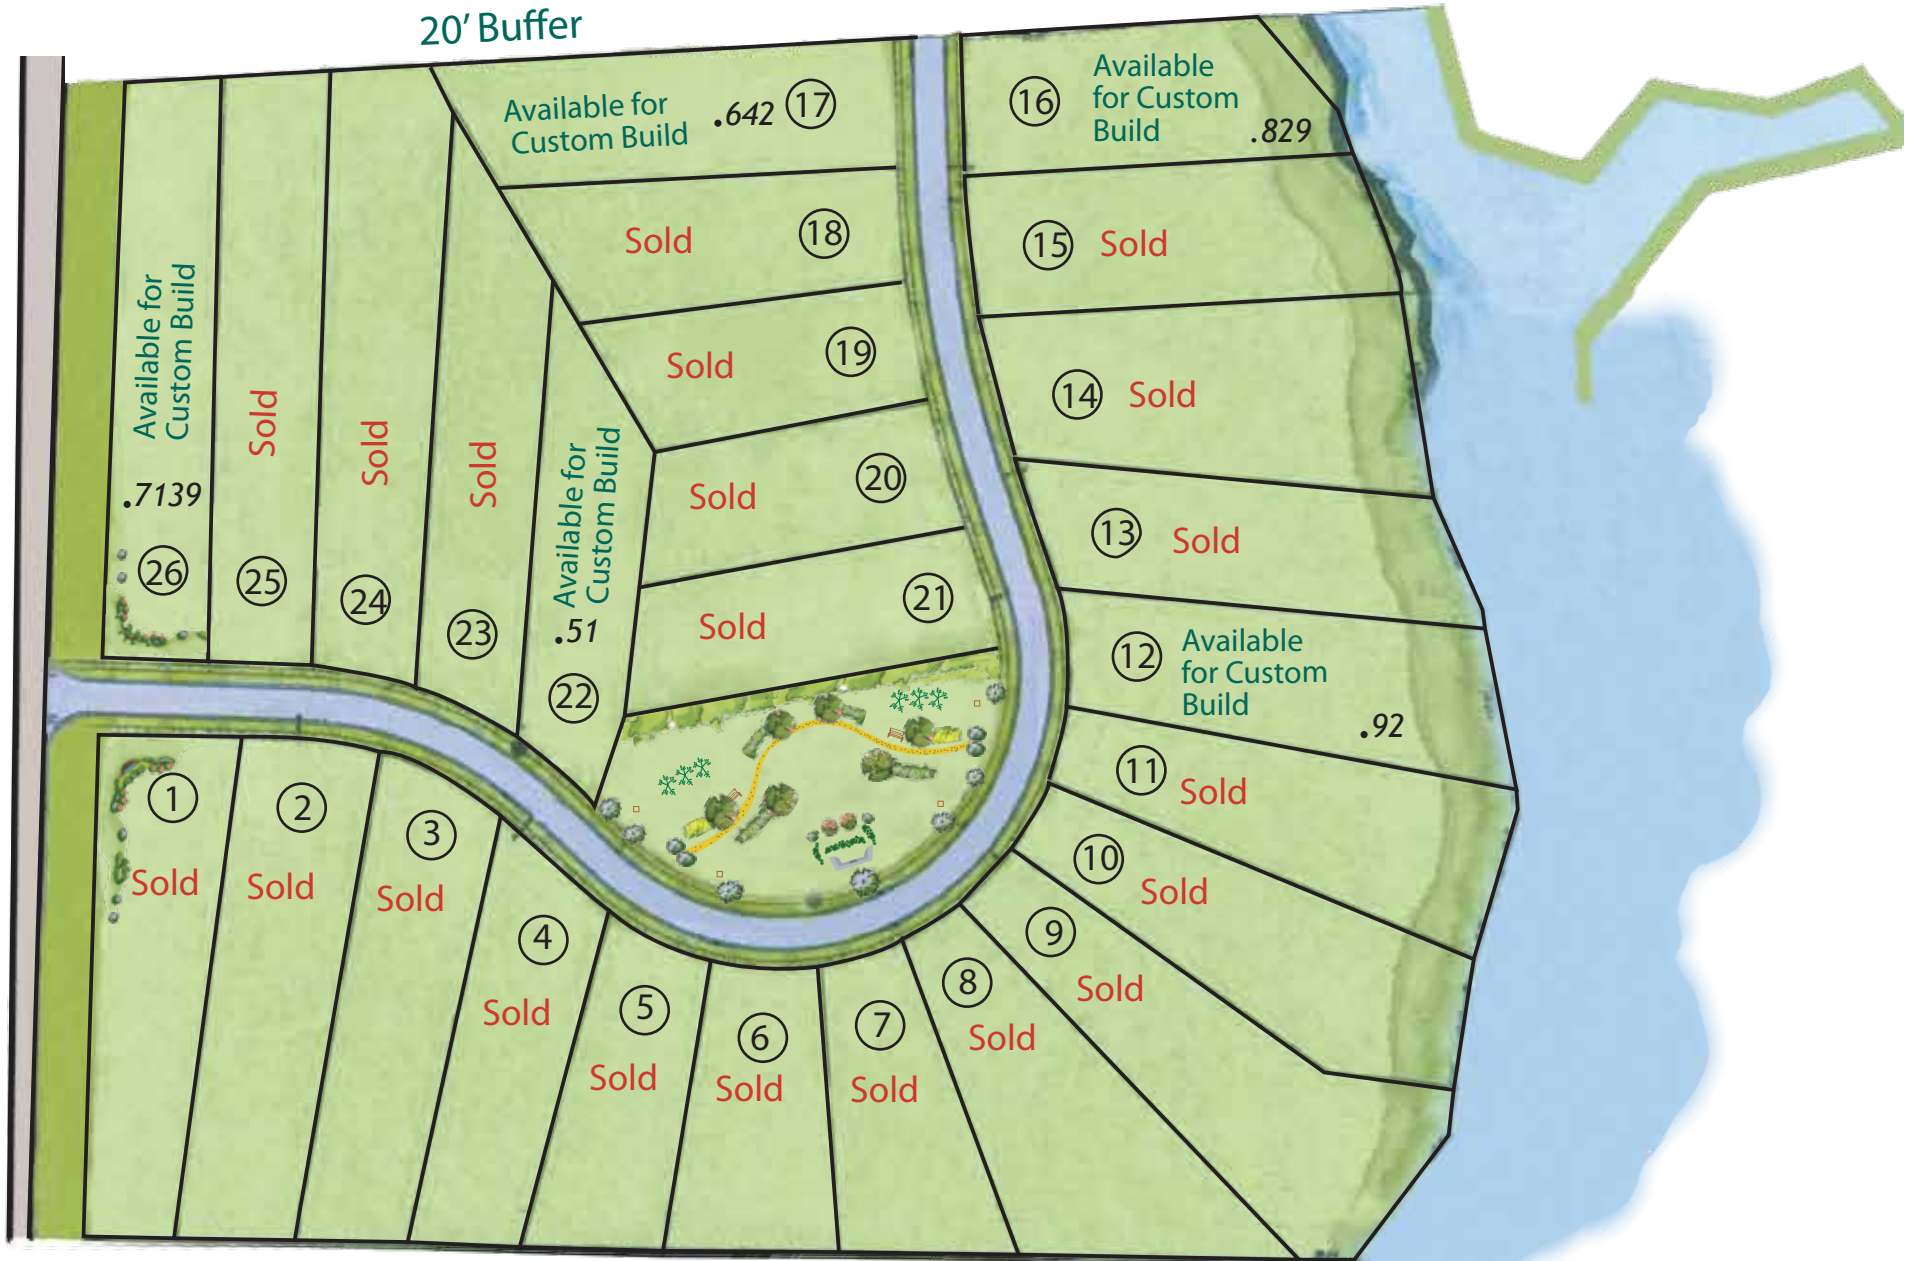 20' Buffer
Available for
Custom Build
.642
17
16
Available
for Custom
Build
.829
Sold
18
15
Sold
Sold
19
14
Sold
Sold
20
13
Sold
Sold
21
12
Available
for Custom
Build
.92
Available for
Custom Build
.7139
26
Sold
25
Sold
24
Sold
23
Available for
Custom Build
.51
22
11
Sold
10
Sold
9
Sold
8
Sold
7
Sold
6
Sold
5
Sold
4
Sold
3
Sold
2
Sold
1
Sold